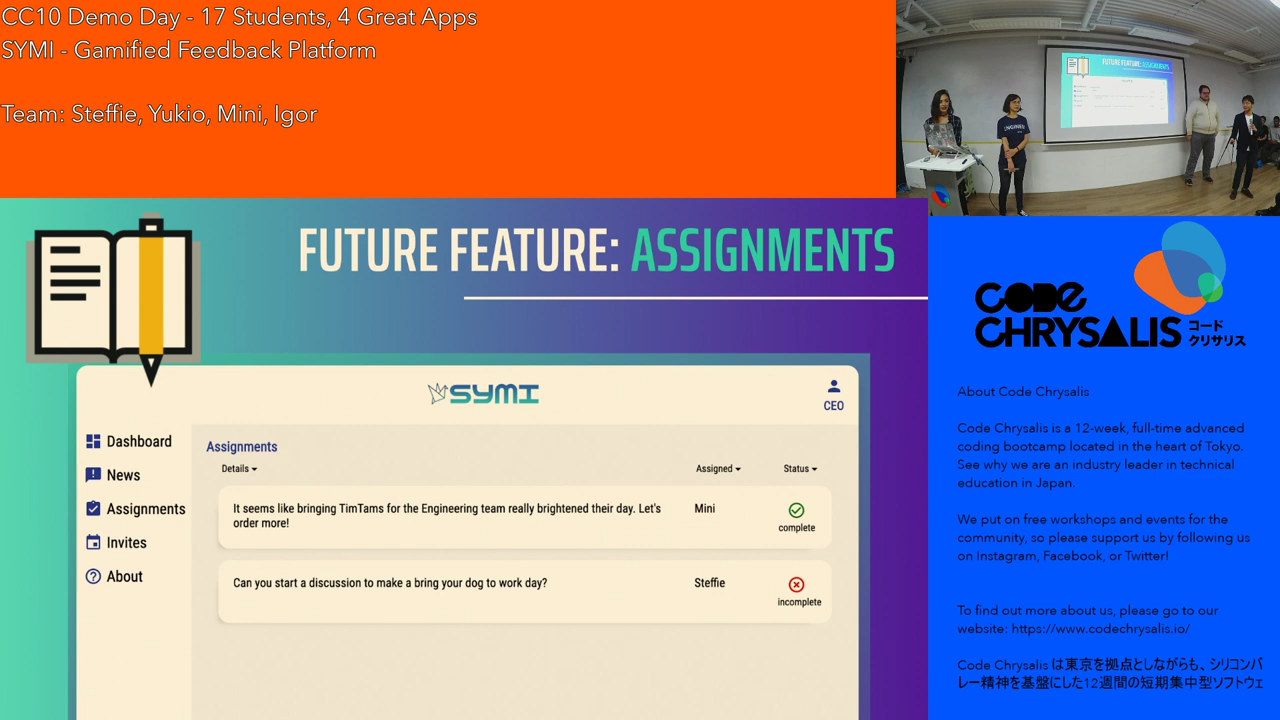 CC10 Demo Day - 17 Students, 4 Great Apps
SYMI - Gamified Feedback Platform
Team: Steffie, Yukio, Mini, Igor
FUTURE FEATURE: ASSIGNMENTS
FUTURE FEATURE: ASSIGNMENTS
SYMI
CEO
Dashboard
News
Assignments
Invites
About
Assignments
Details
Assigned
Status
It seems like bringing TimTams for the Engineering team really brightened their day. Let's
order more!
Mini
complete
Can you start a discussion to make a bring your dog to work day?
Steffie
incomplete
CODE
CHRYSALIS
コード
クリサリス
About Code Chrysalis
Code Chrysalis is a 12-week, full-time advanced
coding bootcamp located in the heart of Tokyo.
See why we are an industry leader in technical
education in Japan.
We put on free workshops and events for the
community, so please support us by following us
on Instagram, Facebook, or Twitter!
To find out more about us, please go to our
website: https://www.codechrysalis.io/
Code Chrysalis は東京を拠点としながらも、シリコンバ
レー精神を基盤にした12週間の短期集中型ソフトウェ